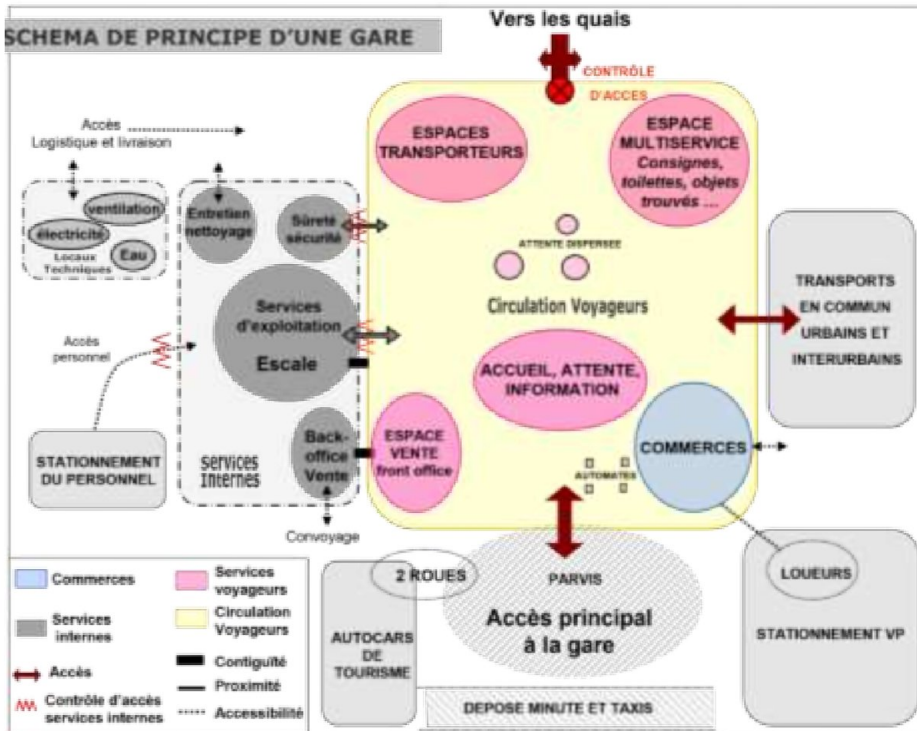 SCHEMA DE PRINCIPE D'UNE GARE
Vers les quais
CONTRÔLE
D'ACCES
Accès
Logistique et livraison
ESPACES
TRANSPORTEURS
ESPACE
MULTISERVICE
Consignes,
toilettes, objets
trouvés ...
ventilation
électricité
Eau
Locaux
Techniques
Entretien
nettoyage
Sûreté
sécurité
ATTENTE DISPERSEE
Circulation Voyageurs
Services
d'exploitation
Escale
TRANSPORTS
EN COMMUN
URBAINS ET
INTERURBAINS
Accès
personnel
ACCUEIL, ATTENTE,
INFORMATION
STATIONNEMENT
DU PERSONNEL
services
Internes
Back-
office
Vente
ESPACE
VENTE
front office
COMMERCES
AUTOMATES
Convoyage
2 ROUES
AUTOCARS
DE
TOURISME
PARVIS
Accès principal
à la gare
LOUEURS
STATIONNEMENT VP
DEPOSE MINUTE ET TAXIS
Commerces
Services
voyageurs
Services
internes
Circulation
Voyageurs
Accès
Contiguïté
Proximité
Contrôle d'accès
services internes
Accessibilité